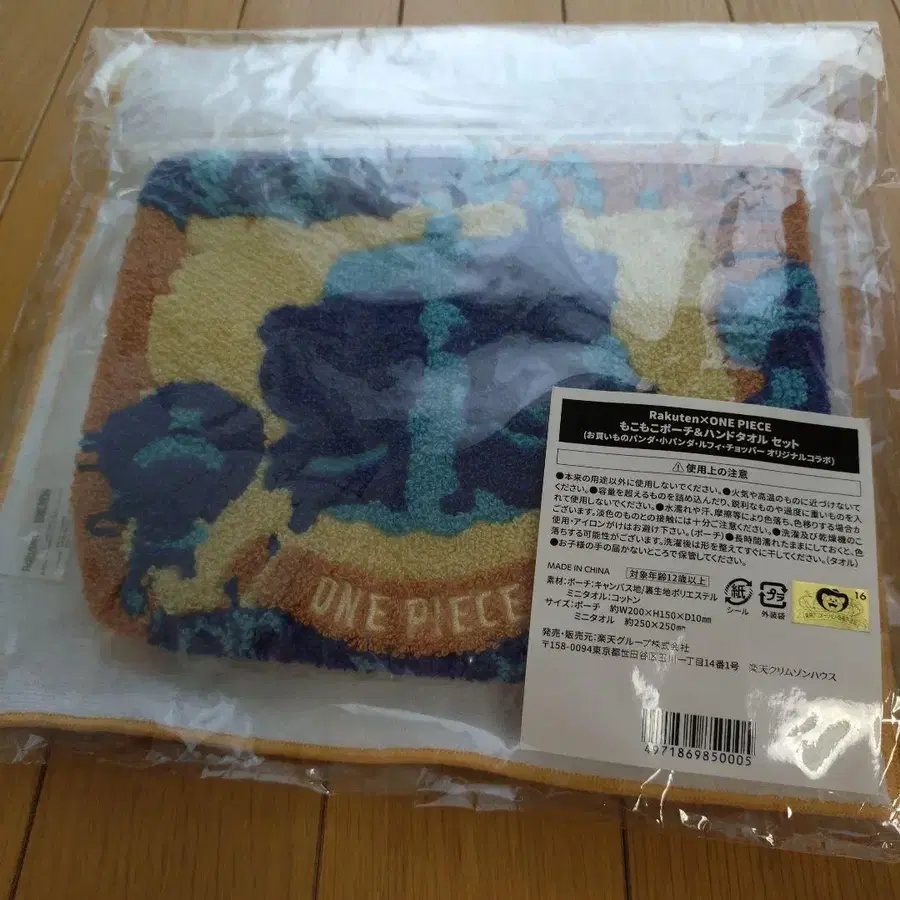 ONE PIECE
Rakuten×ONE PIECE
もこもこポーチ&ハンドタオル セット
(お買いものパンダ・小パンダ・ルフィ・チョッパー オリジナルコラボ)
⚠使用上の注意
●本来の用途以外に使用しないでください。●火気や高温のものに近づけないで
ください。●容量を超えるものを詰め込んだり、鋭利なものや過度に重いものを入
れて使用しないでください。●水濡れや汗、摩擦等により色落ち、色移りする場合が
ございます。淡色のものとの接触には十分ご注意ください。●洗濯及び乾燥機のご
使用・アイロンがけはお避け下さい。(ポーチ)●長時間濡れたままにしておくと、色
落ちする可能性がございます。洗濯後は形を整えてすぐに干してください。(タオル)
●お子様の手の届かないところで保管してください。
MADE IN CHINA 対象年齢12歳以上
素材:ポーチ:キャンバス地/裏生地ポリエステル
ミニタオル:コットン
サイズ:ポーチ 約W200×H150×D10mm
ミニタオル 約250×250mm
紙
シール
プラ
外装袋
16
発売・販売元:楽天グループ株式会社
〒158-0094東京都世田谷区玉川一丁目14番1号 楽天クリムゾンハウス
4971869850005